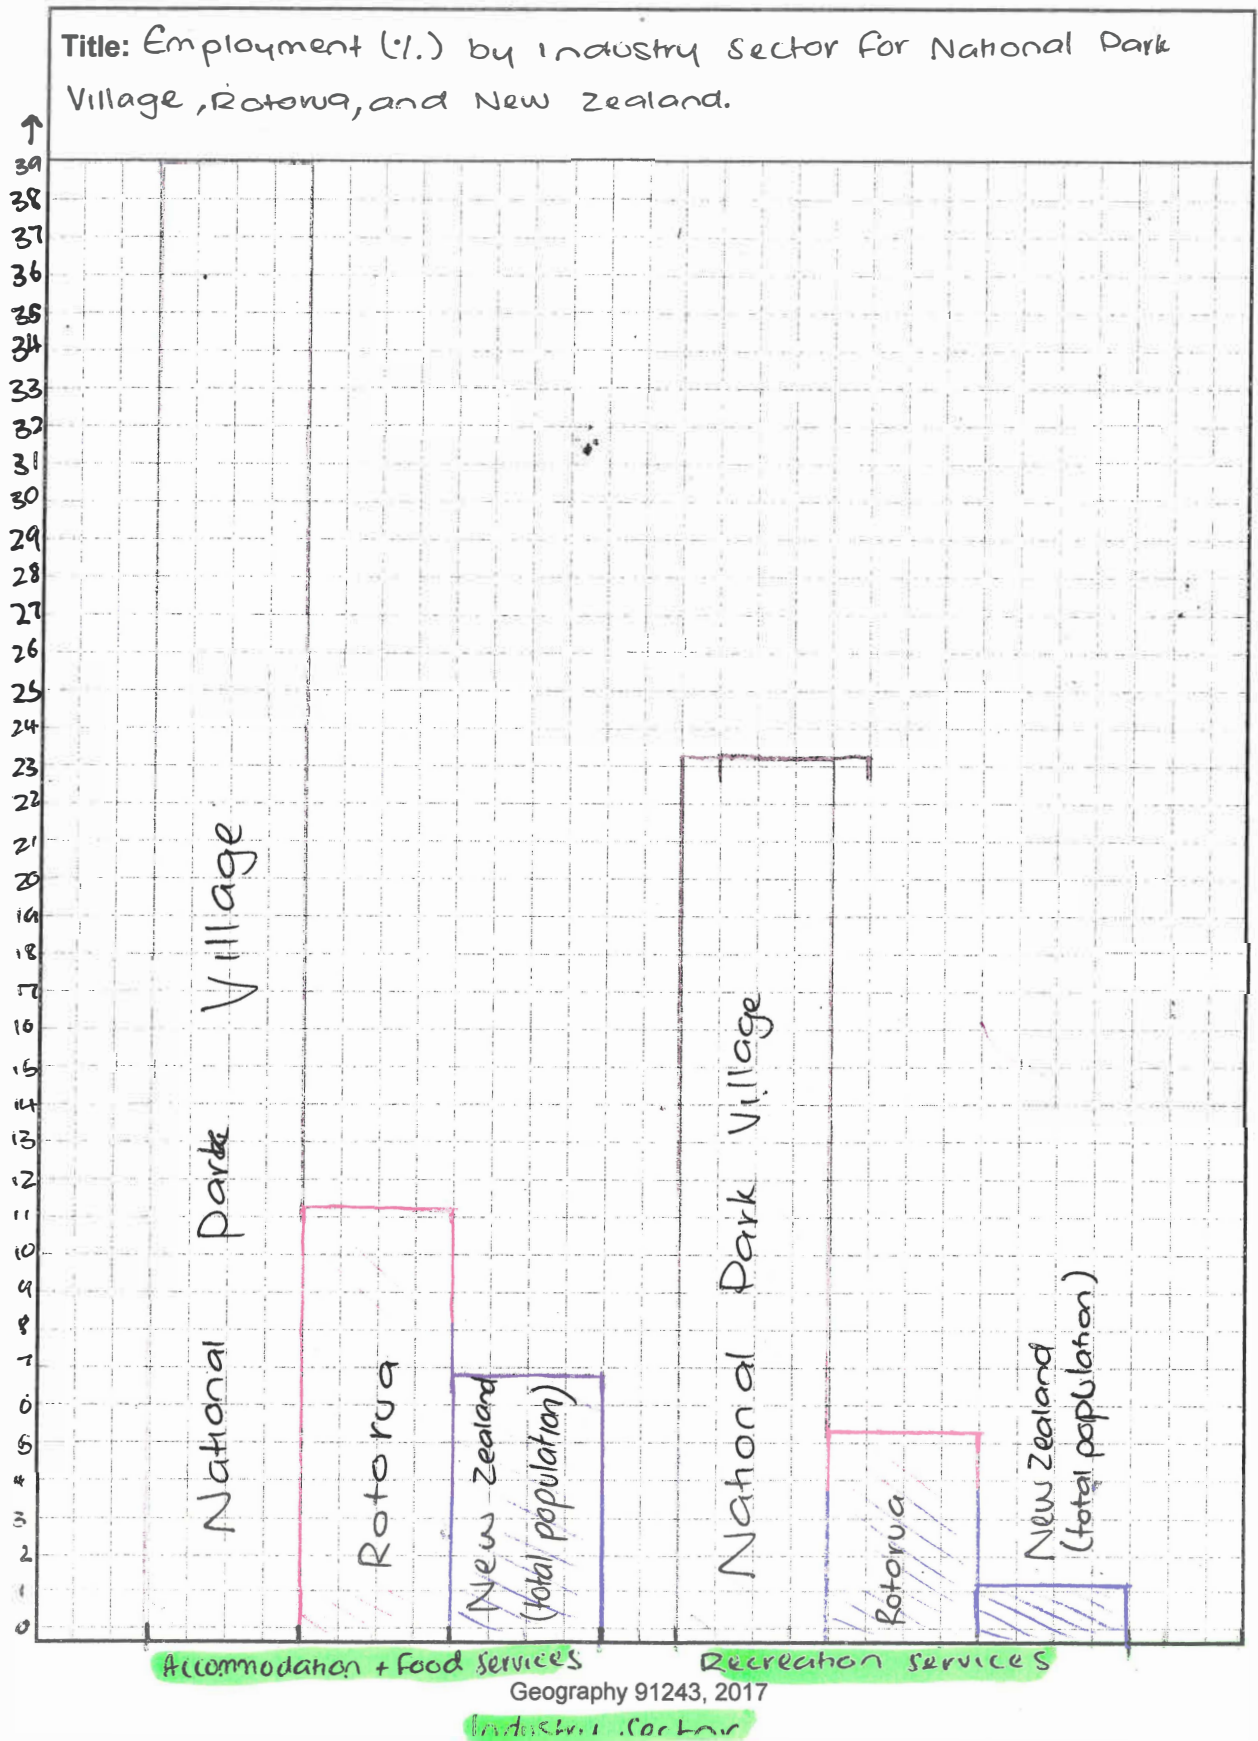 Title: Employment (%) by industry sector for National Park
Village, Rotorua, and New Zealand.
39
38
37
36
35
34
33
32
31
30
29
28
27
26
25
24
23
22
21
20
19
18
17
16
15
14
13
12
11
10
9
8
7
6
5
4
3
2
1
0
National Park Village
Rotorua
New Zealand
(total population)
National Park Village
Rotorua
New Zealand
(total population)
Accommodation + Food services
Recreation services
Geography 91243, 2017
Industry Sector